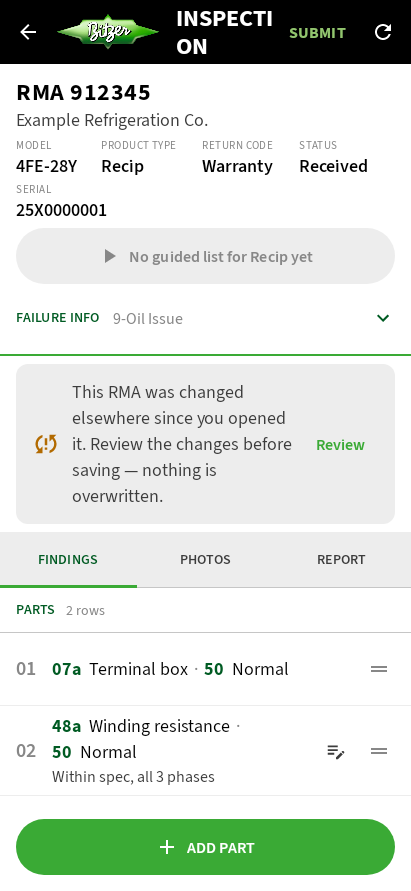 Bitzer
INSPECTI
ON
SUBMIT
RMA 912345
Example Refrigeration Co.
MODEL PRODUCT TYPE RETURN CODE STATUS
4FE-28Y Recip Warranty Received
SERIAL
25X0000001
No guided list for Recip yet
FAILURE INFO 9-Oil Issue
This RMA was changed
elsewhere since you opened
it. Review the changes before
saving — nothing is
overwritten.
Review
FINDINGS PHOTOS REPORT
PARTS 2 rows
01 07a Terminal box · 50 Normal
02 48a Winding resistance ·
50 Normal
Within spec, all 3 phases
ADD PART